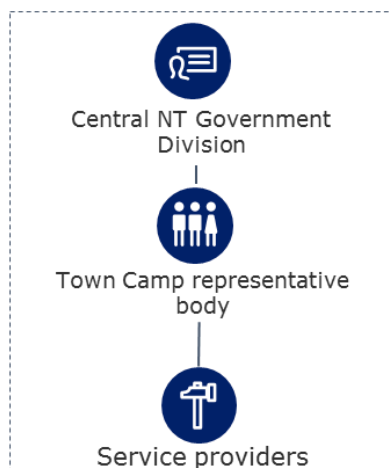 Central NT Government
Division
Town Camp representative
body
Service providers